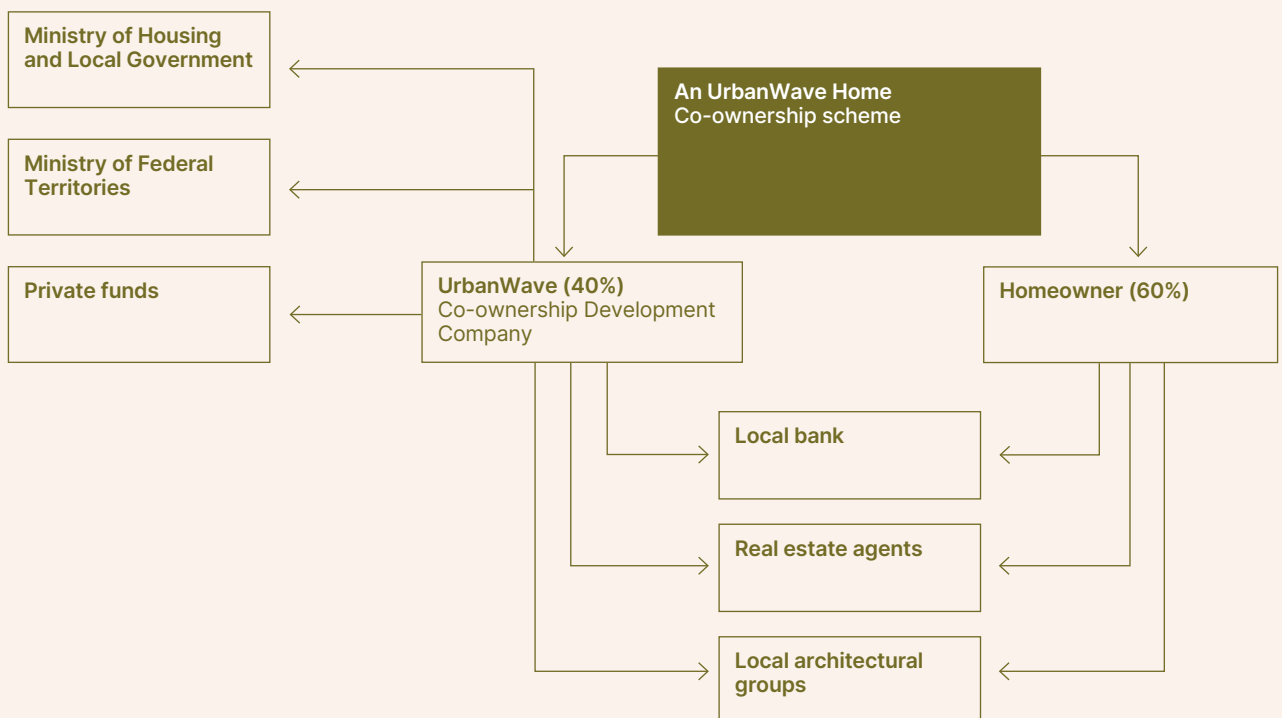 Ministry of Housing
and Local Government
An UrbanWave Home
Co-ownership scheme
Ministry of Federal
Territories
Private funds
UrbanWave (40%)
Co-ownership Development
Company
Homeowner (60%)
Local bank
Real estate agents
Local architectural
groups